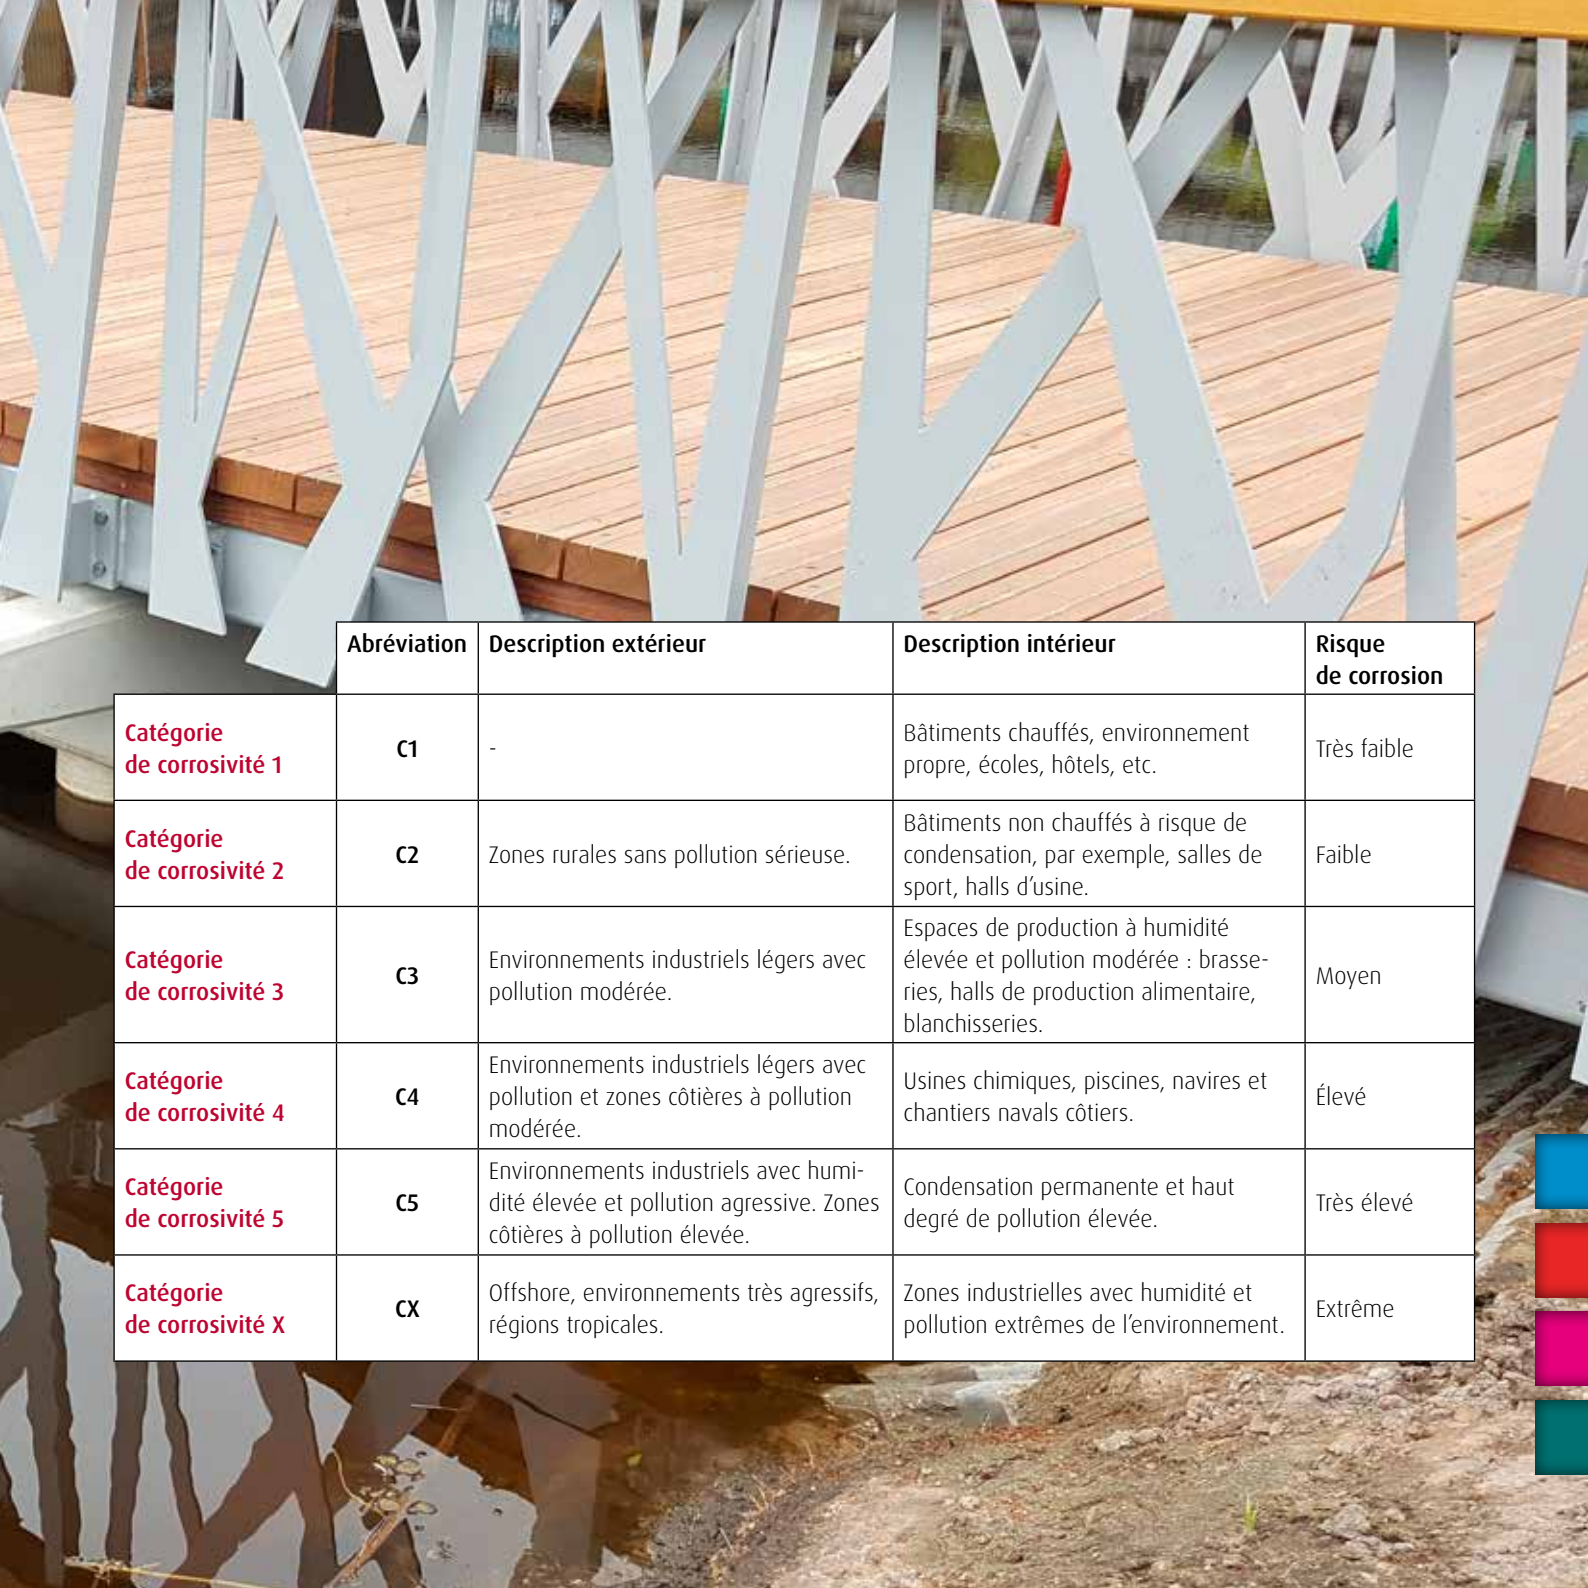 Abréviation
Description extérieur
Description intérieur
Risque
de corrosion
Catégorie
de corrosivité 1
C1
-
Bâtiments chauffés, environnement
propre, écoles, hôtels, etc.
Très faible
Catégorie
de corrosivité 2
C2
Zones rurales sans pollution sérieuse.
Bâtiments non chauffés à risque de
condensation, par exemple, salles de
sport, halls d’usine.
Faible
Catégorie
de corrosivité 3
C3
Environnements industriels légers avec
pollution modérée.
Espaces de production à humidité
élevée et pollution modérée : brasse-
ries, halls de production alimentaire,
blanchisseries.
Moyen
Catégorie
de corrosivité 4
C4
Environnements industriels légers avec
pollution et zones côtières à pollution
modérée.
Usines chimiques, piscines, navires et
chantiers navals côtiers.
Élevé
Catégorie
de corrosivité 5
C5
Environnements industriels avec humi-
dité élevée et pollution agressive. Zones
côtières à pollution élevée.
Condensation permanente et haut
degré de pollution élevée.
Très élevé
Catégorie
de corrosivité X
CX
Offshore, environnements très agressifs,
régions tropicales.
Zones industrielles avec humidité et
pollution extrêmes de l’environnement.
Extrême